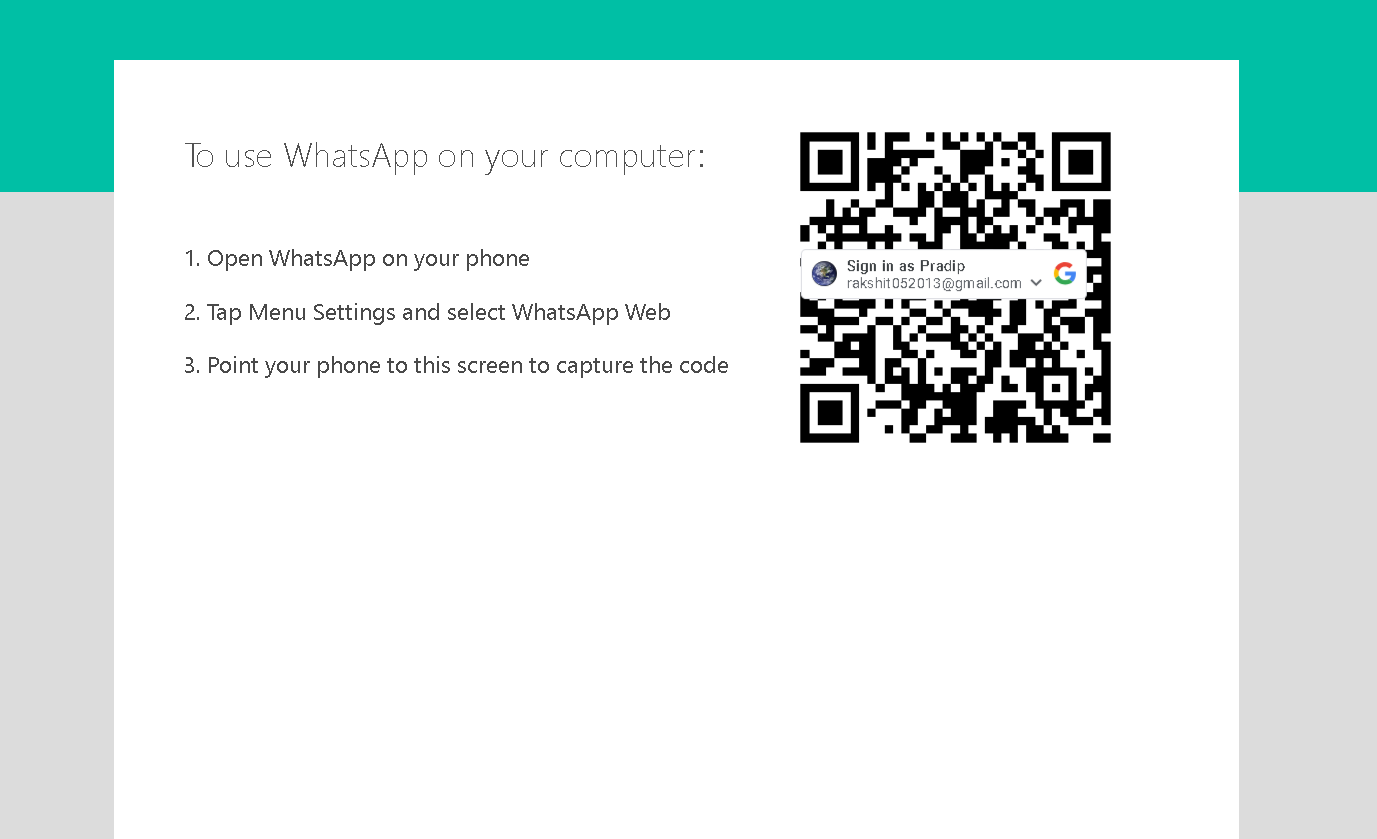 To use WhatsApp on your computer:
1. Open WhatsApp on your phone
2. Tap Menu Settings and select WhatsApp Web
3. Point your phone to this screen to capture the code
Sign in as Pradip
rakshit052013@gmail.com